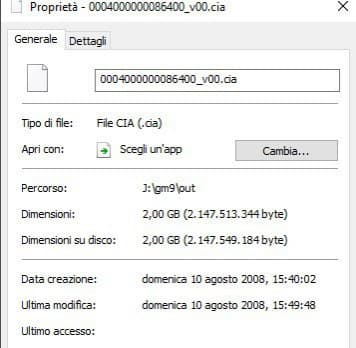 Proprietà - 0004000000086400_v00.cia
Generale Dettagli
0004000000086400_v00.cia
Tipo di file: File CIA (.cia)
Apri con: Scegli un'app Cambia...
Percorso: J:\gm9\out
Dimensioni: 2,00 GB (2.147.513.344 byte)
Dimensioni su disco: 2,00 GB (2.147.549.184 byte)
Data creazione: domenica 10 agosto 2008, 15:40:02
Ultima modifica: domenica 10 agosto 2008, 15:49:48
Ultimo accesso: